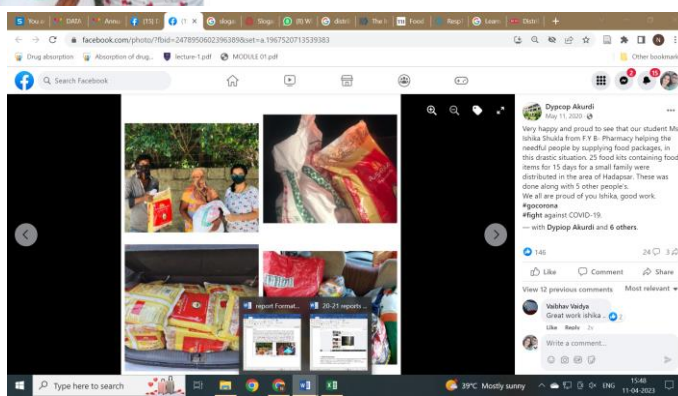 facebook.com/photo/?fbid=2478950602396389&set=a.1967520713539383
Other bookmarks
Drug absorption
Absorption of drug...
lecture-1.pdf
MODULE 01.pdf
Search Facebook
Dypcop Akurdi
May 11, 2020
Very happy and proud to see that our student Ms
Ishika Shukla from F.Y B- Pharmacy helping the
needful people by supplying food packages, in
this drastic situation. 25 food kits containing food
items for 15 days for a small family were
distributed in the area of Hadapsar. These was
done along with 5 other people's.
We all are proud of you Ishika, good work.
#gocorona
#fight against COVID-19.
— with Dypiop Akurdi and 6 others.
146
24
Like Comment Share
View 12 previous comments Most relevant
Vaibhav Vaidya
Great work ishika ..
2
Like Reply
Write a comment...
report Format...
20-21 reports ...
Type here to search
39°C Mostly sunny
ENG
15:48
11-04-2023